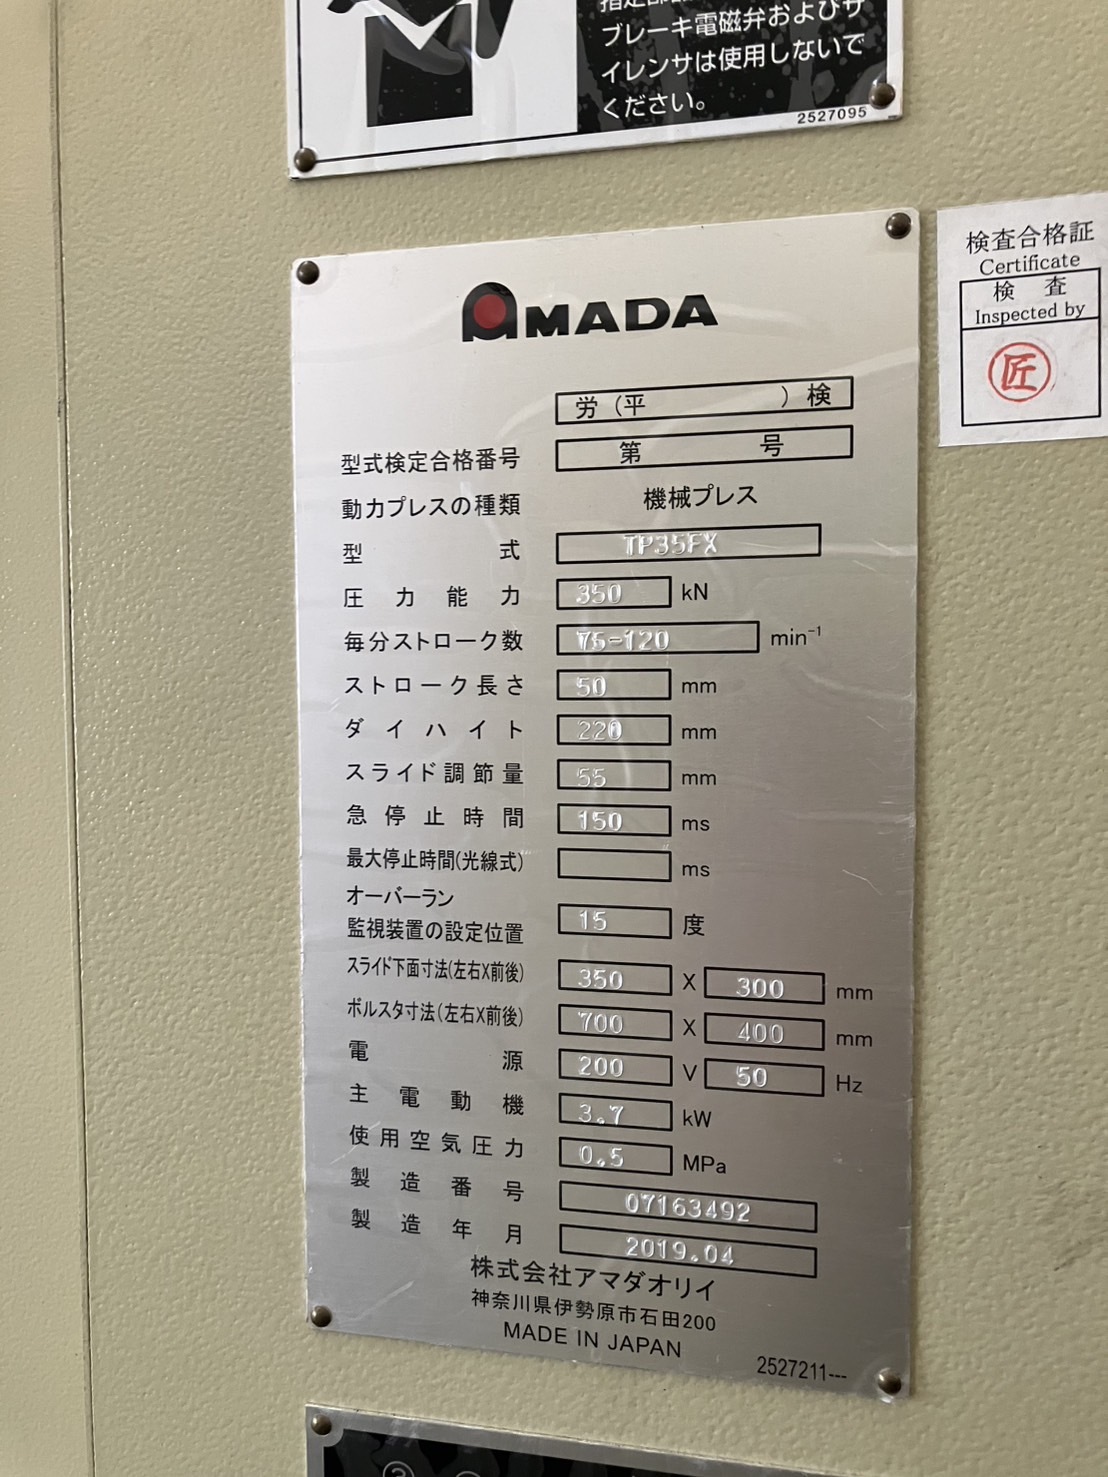 ブレーキ電磁弁およびサ
イレンサは使用しないで
ください。
2527095
検査合格証
Certificate
検 査
Inspected by
匠
AMADA
労(平 )検
型式検定合格番号 第 号
動力プレスの種類 機械プレス
型 式 TP35FX
圧力能力 350 kN
毎分ストローク数 75-120 min⁻¹
ストローク長さ 50 mm
ダイハイト 220 mm
スライド調節量 55 mm
急停止時間 150 ms
最大停止時間(光線式) ms
オーバーラン
監視装置の設定位置 15 度
スライド下面寸法(左右X前後) 350 X 300 mm
ボルスタ寸法(左右X前後) 700 X 400 mm
電 源 200 V 50 Hz
主電動機 3.7 kW
使用空気圧力 0.5 MPa
製造番号 07163492
製造年月 2019.04
株式会社アマダオリイ
神奈川県伊勢原市石田200
MADE IN JAPAN
2527211---